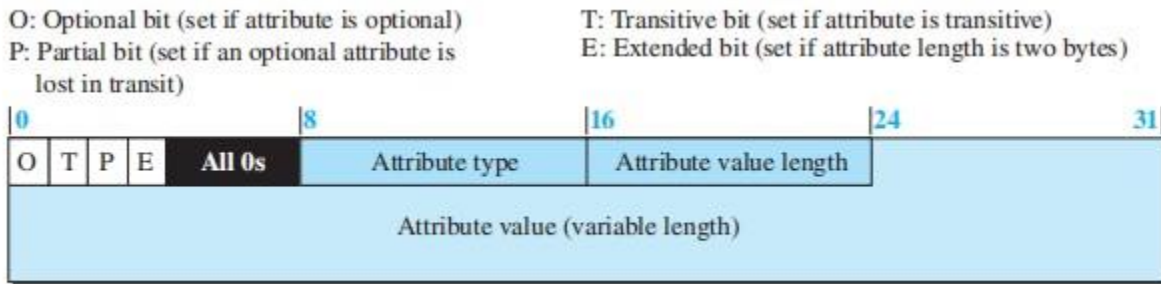 O: Optional bit (set if attribute is optional)
P: Partial bit (set if an optional attribute is
lost in transit)
T: Transitive bit (set if attribute is transitive)
E: Extended bit (set if attribute length is two bytes)
0 8 16 24 31
O T P E All 0s Attribute type Attribute value length
Attribute value (variable length)